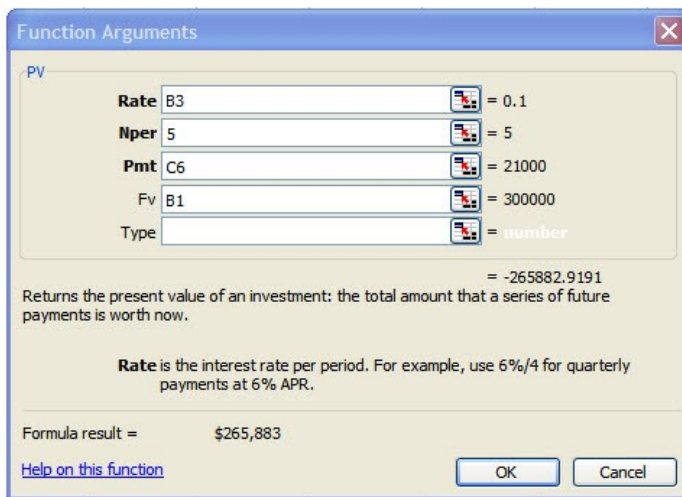 Function Arguments
PV
Rate B3 = 0.1
Nper 5 = 5
Pmt C6 = 21000
Fv B1 = 300000
Type = number
= -265882.9191
Returns the present value of an investment: the total amount that a series of future
payments is worth now.
Rate is the interest rate per period. For example, use 6%/4 for quarterly
payments at 6% APR.
Formula result = $265,883
Help on this function OK Cancel